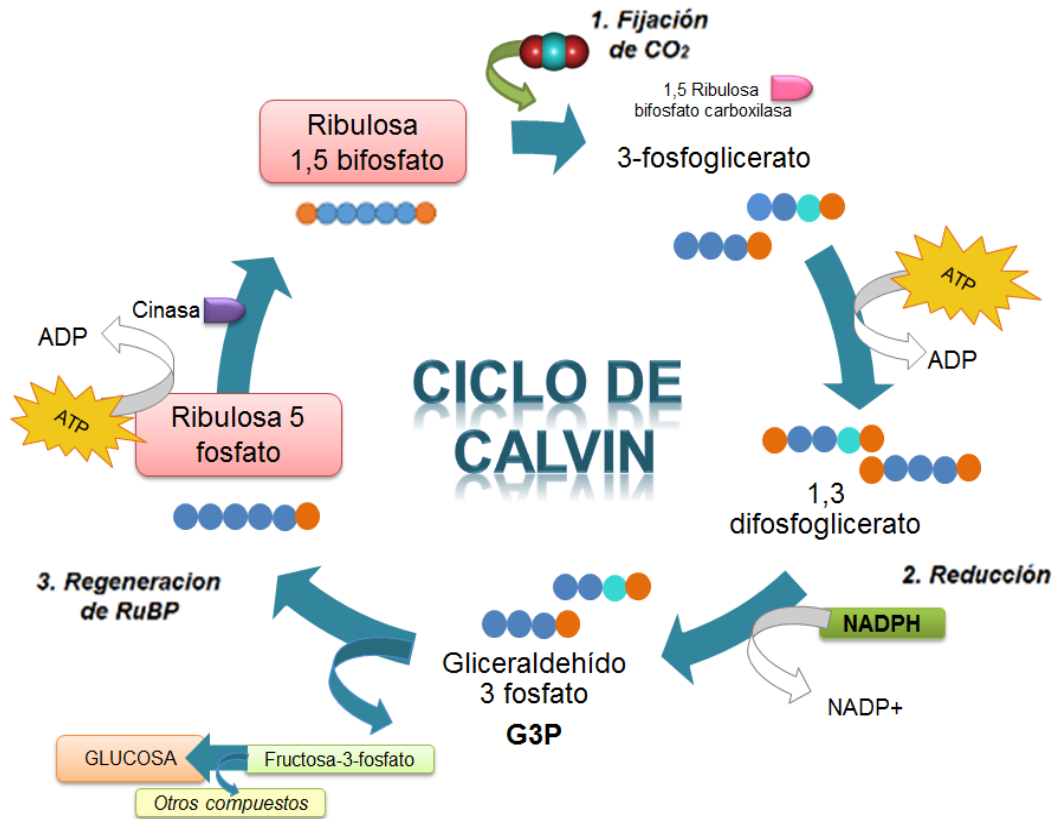 1. Fijación
de CO₂
1,5 Ribulosa
bifosfato carboxilasa
Ribulosa
1,5 bifosfato
3-fosfoglicerato
ATP
ADP
Cinasa
ADP
ATP
Ribulosa 5
fosfato
CICLO DE
CALVIN
1,3
difosfoglicerato
2. Reducción
NADPH
NADP+
3. Regeneracion
de RuBP
Gliceraldehído
3 fosfato
G3P
GLUCOSA
Fructosa-3-fosfato
Otros compuestos